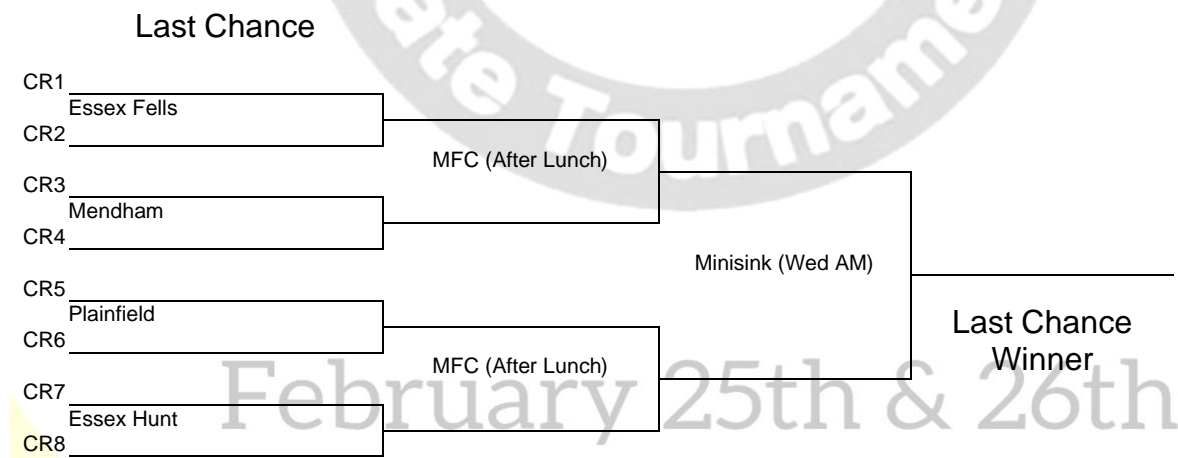 Last Chance
CR1
Essex Fells
CR2
MFC (After Lunch)
CR3
Mendham
CR4
Minisink (Wed AM)
CR5
Plainfield
CR6
Last Chance
Winner
MFC (After Lunch)
CR7
Essex Hunt
CR8
Tourname
February 25th & 26th